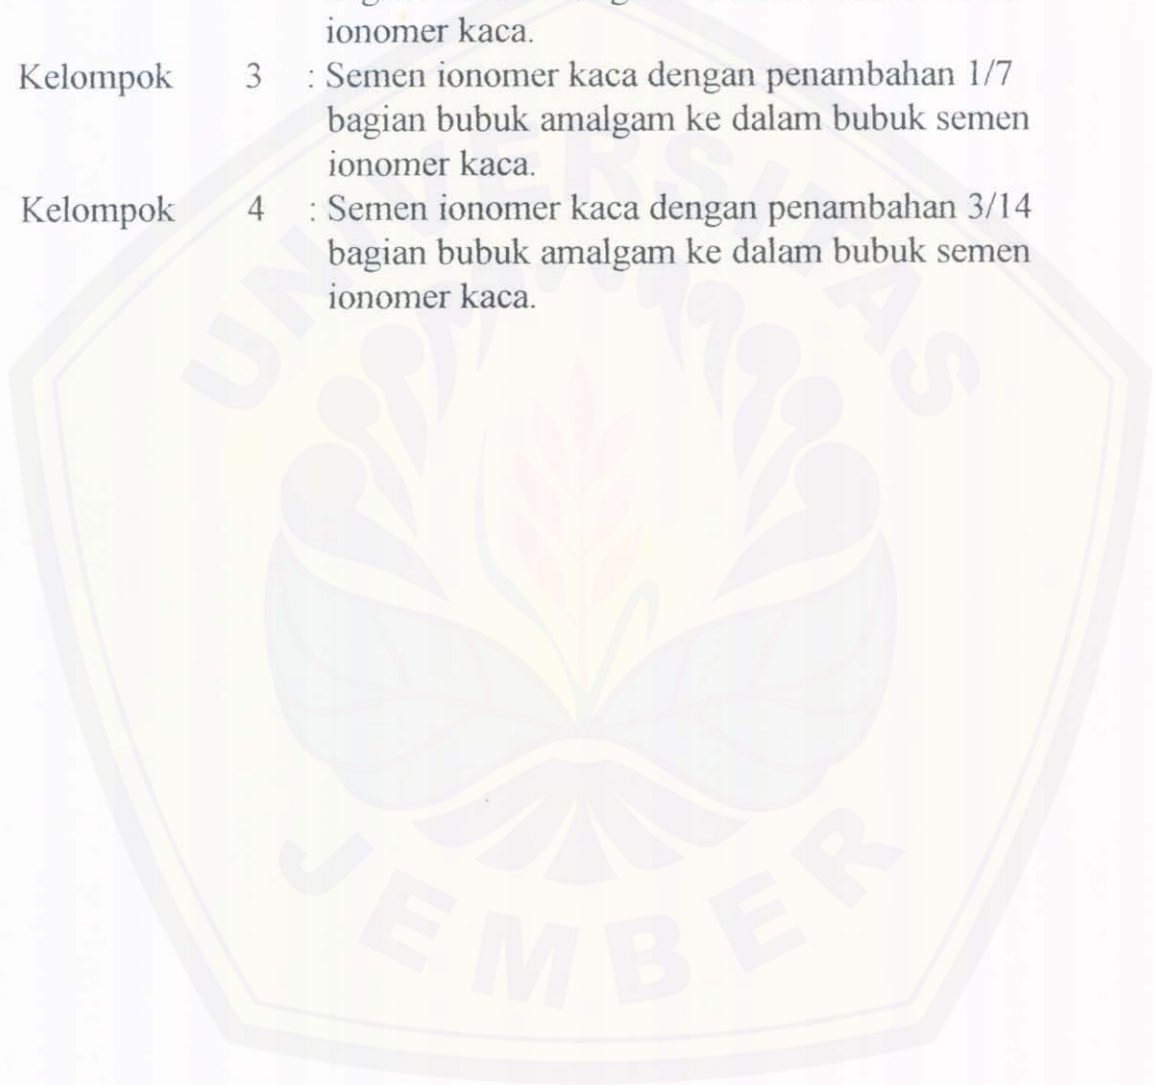 ionomer kaca.
Kelompok 3 : Semen ionomer kaca dengan penambahan 1/7
bagian bubuk amalgam ke dalam bubuk semen
ionomer kaca.
Kelompok 4 : Semen ionomer kaca dengan penambahan 3/14
bagian bubuk amalgam ke dalam bubuk semen
ionomer kaca.
UNIVERSITAS
JEMBER